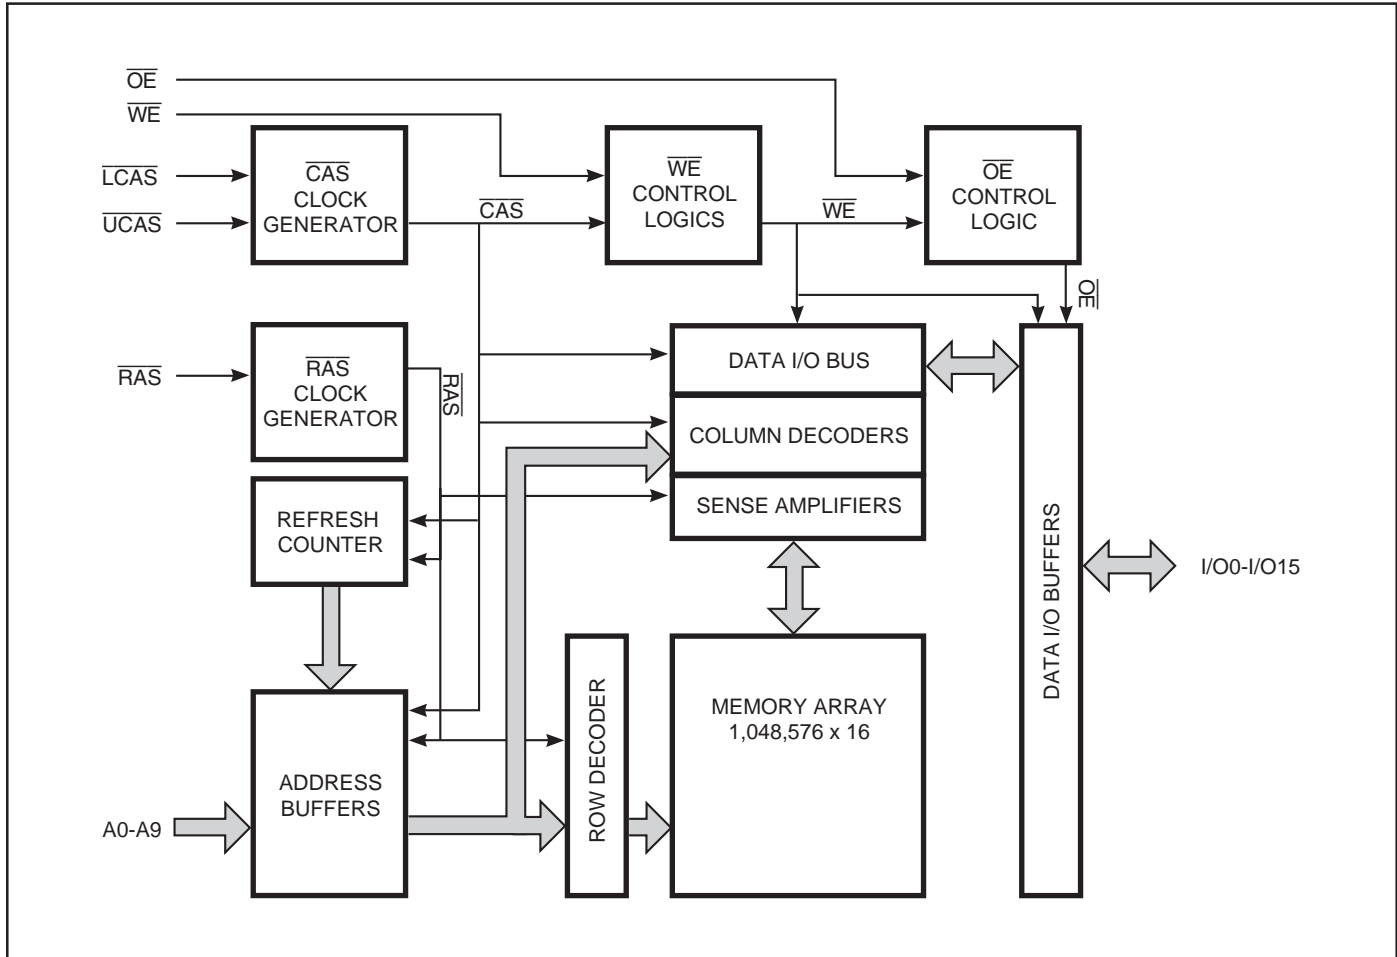 OE
WE
LCAS
UCAS
CAS
CLOCK
GENERATOR
CAS
WE
CONTROL
LOGICS
WE
OE
CONTROL
LOGIC
OE
RAS
RAS
CLOCK
GENERATOR
RAS
DATA I/O BUS
COLUMN DECODERS
SENSE AMPLIFIERS
REFRESH
COUNTER
DATA I/O BUFFERS
I/O0-I/O15
ROW DECODER
MEMORY ARRAY
1,048,576 x 16
ADDRESS
BUFFERS
A0-A9